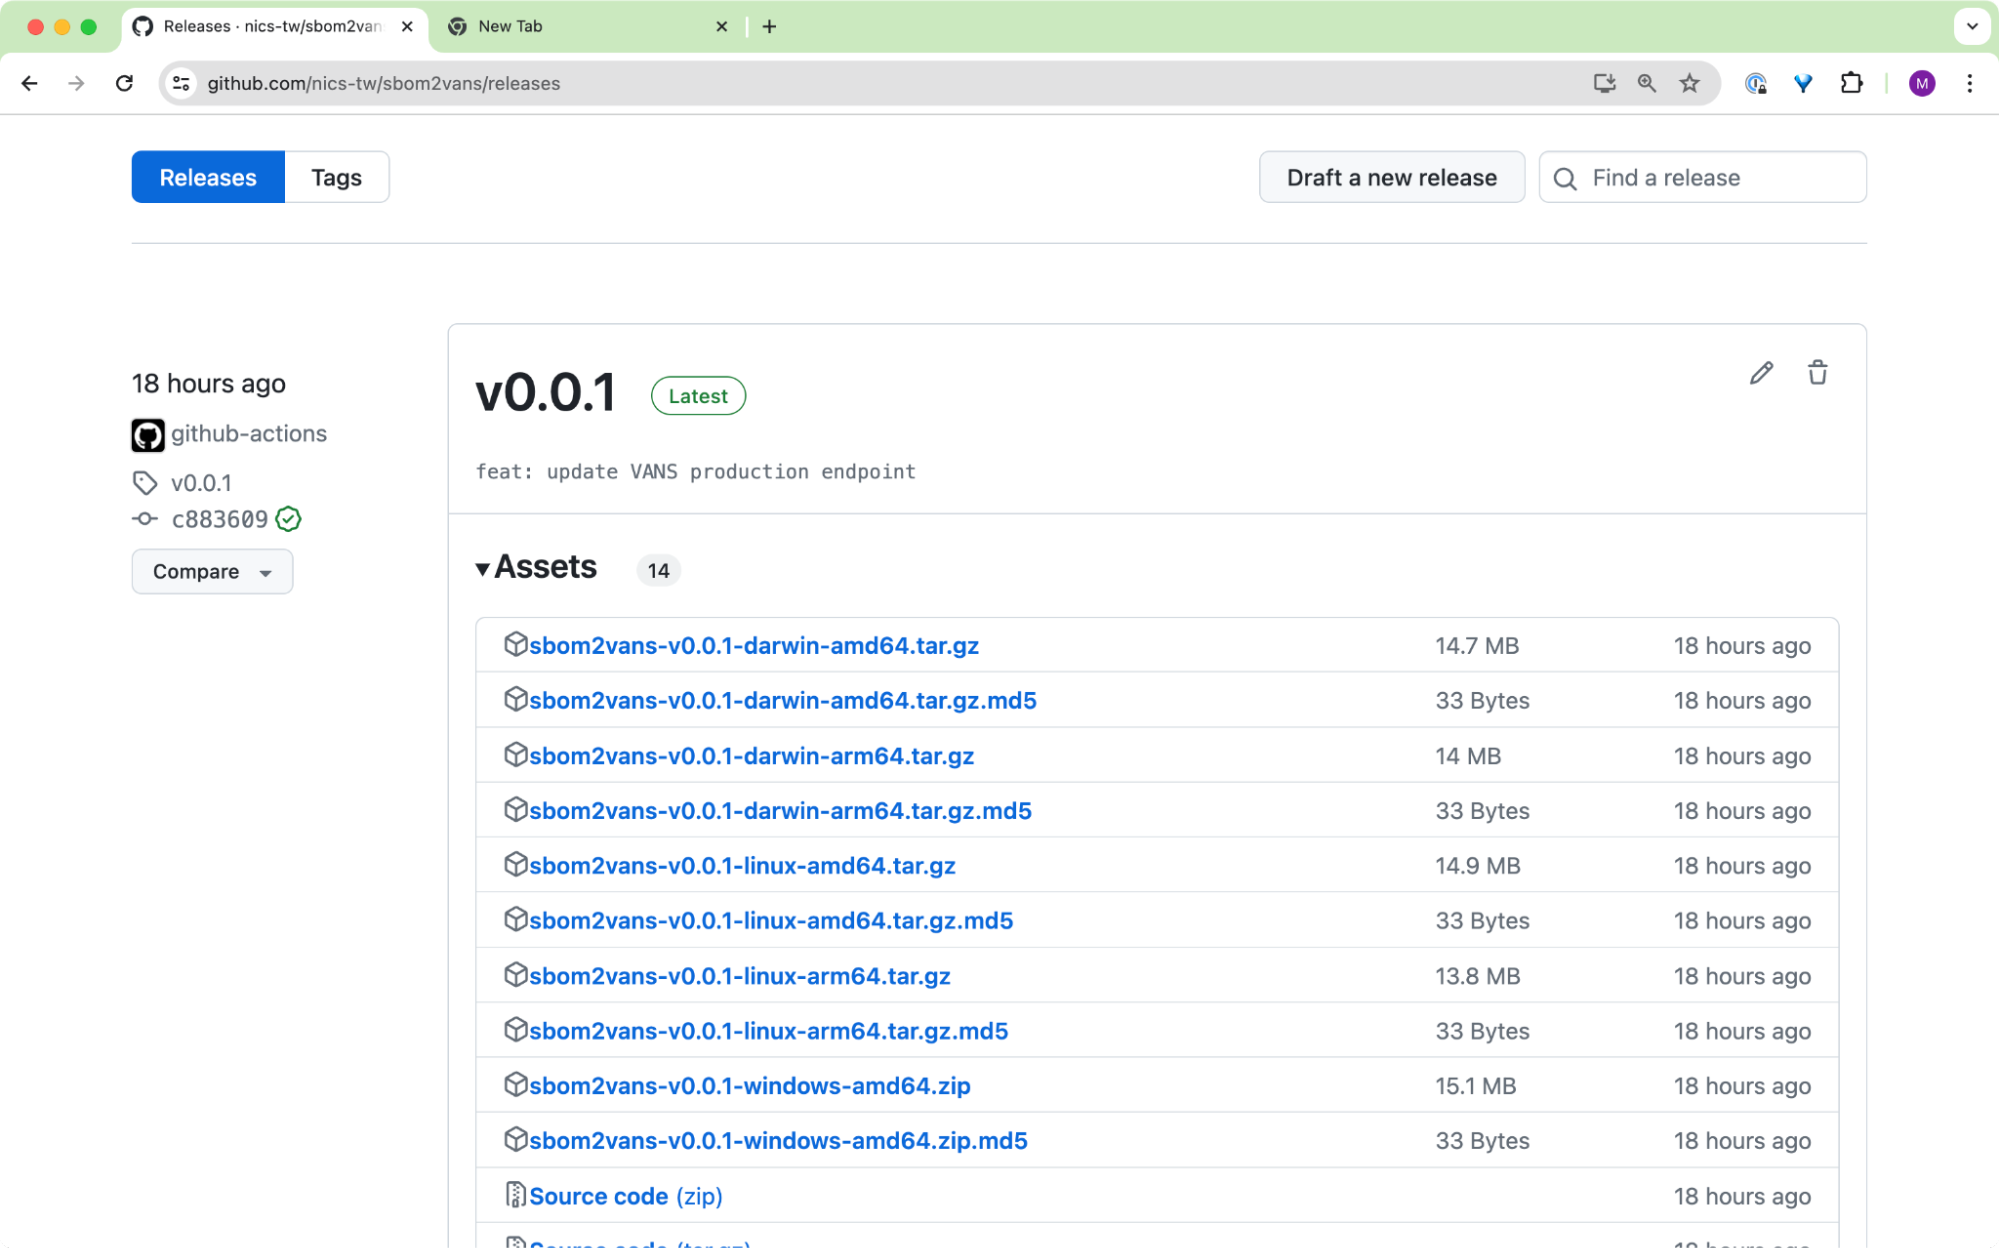 Releases · nics-tw/sbom2van
New Tab
github.com/nics-tw/sbom2vans/releases
M
Releases
Tags
Draft a new release
Find a release
18 hours ago
github-actions
v0.0.1
c883609
Compare
v0.0.1
Latest
feat: update VANS production endpoint
Assets
14
sbom2vans-v0.0.1-darwin-amd64.tar.gz 14.7 MB 18 hours ago
sbom2vans-v0.0.1-darwin-amd64.tar.gz.md5 33 Bytes 18 hours ago
sbom2vans-v0.0.1-darwin-arm64.tar.gz 14 MB 18 hours ago
sbom2vans-v0.0.1-darwin-arm64.tar.gz.md5 33 Bytes 18 hours ago
sbom2vans-v0.0.1-linux-amd64.tar.gz 14.9 MB 18 hours ago
sbom2vans-v0.0.1-linux-amd64.tar.gz.md5 33 Bytes 18 hours ago
sbom2vans-v0.0.1-linux-arm64.tar.gz 13.8 MB 18 hours ago
sbom2vans-v0.0.1-linux-arm64.tar.gz.md5 33 Bytes 18 hours ago
sbom2vans-v0.0.1-windows-amd64.zip 15.1 MB 18 hours ago
sbom2vans-v0.0.1-windows-amd64.zip.md5 33 Bytes 18 hours ago
Source code (zip) 18 hours ago
Source code (tar.gz) 18 hours ago